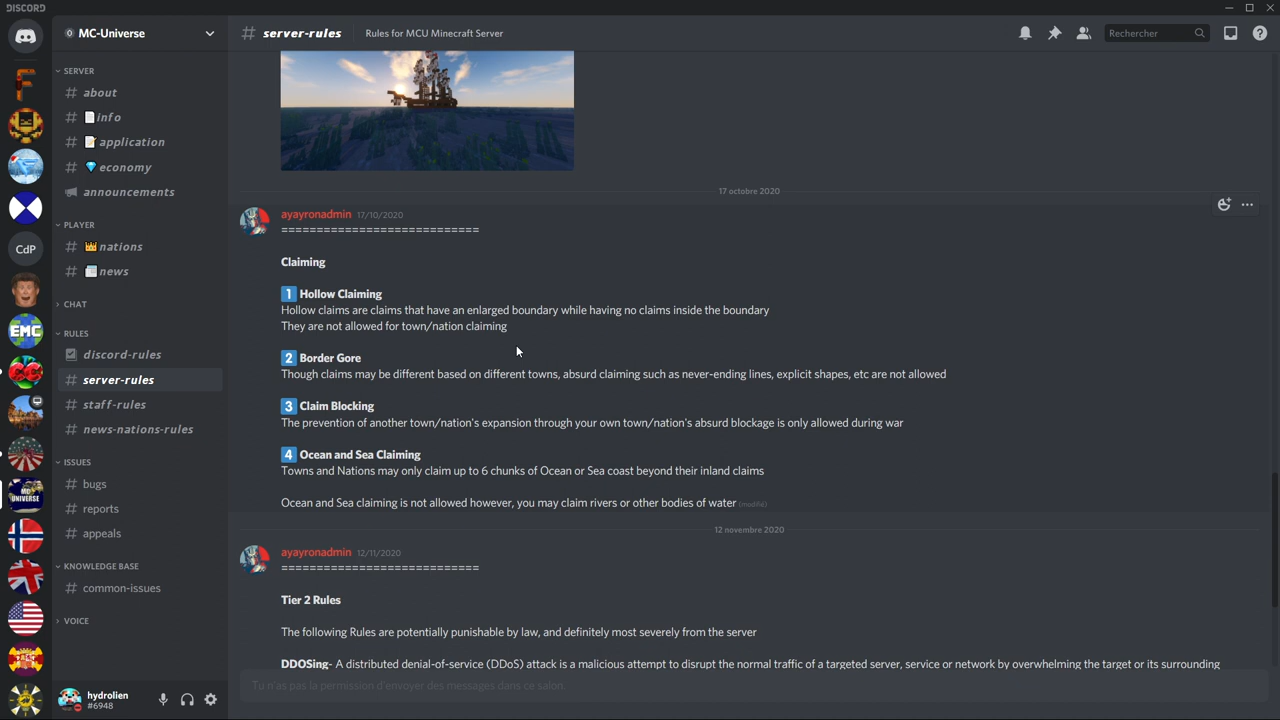 DISCORD
MC-Universe
# server-rules
Rules for MCU Minecraft Server
Rechercher
SERVER
# about
# info
# application
# economy
announcements
PLAYER
# nations
# news
CHAT
RULES
discord-rules
# server-rules
# staff-rules
# news-nations-rules
ISSUES
# bugs
# reports
# appeals
KNOWLEDGE BASE
# common-issues
VOICE
CdP
EMC
MC
UNIVERSE
hydrolien
#6948
17 octobre 2020
ayayronadmin 17/10/2020
============================
Claiming
1 Hollow Claiming
Hollow claims are claims that have an enlarged boundary while having no claims inside the boundary
They are not allowed for town/nation claiming
2 Border Gore
Though claims may be different based on different towns, absurd claiming such as never-ending lines, explicit shapes, etc are not allowed
3 Claim Blocking
The prevention of another town/nation's expansion through your own town/nation's absurd blockage is only allowed during war
4 Ocean and Sea Claiming
Towns and Nations may only claim up to 6 chunks of Ocean or Sea coast beyond their inland claims
Ocean and Sea claiming is not allowed however, you may claim rivers or other bodies of water (modifié)
12 novembre 2020
ayayronadmin 12/11/2020
============================
Tier 2 Rules
The following Rules are potentially punishable by law, and definitely most severely from the server
DDOSing- A distributed denial-of-service (DDoS) attack is a malicious attempt to disrupt the normal traffic of a targeted server, service or network by overwhelming the target or its surrounding
Tu n'as pas la permission d'envoyer des messages dans ce salon.